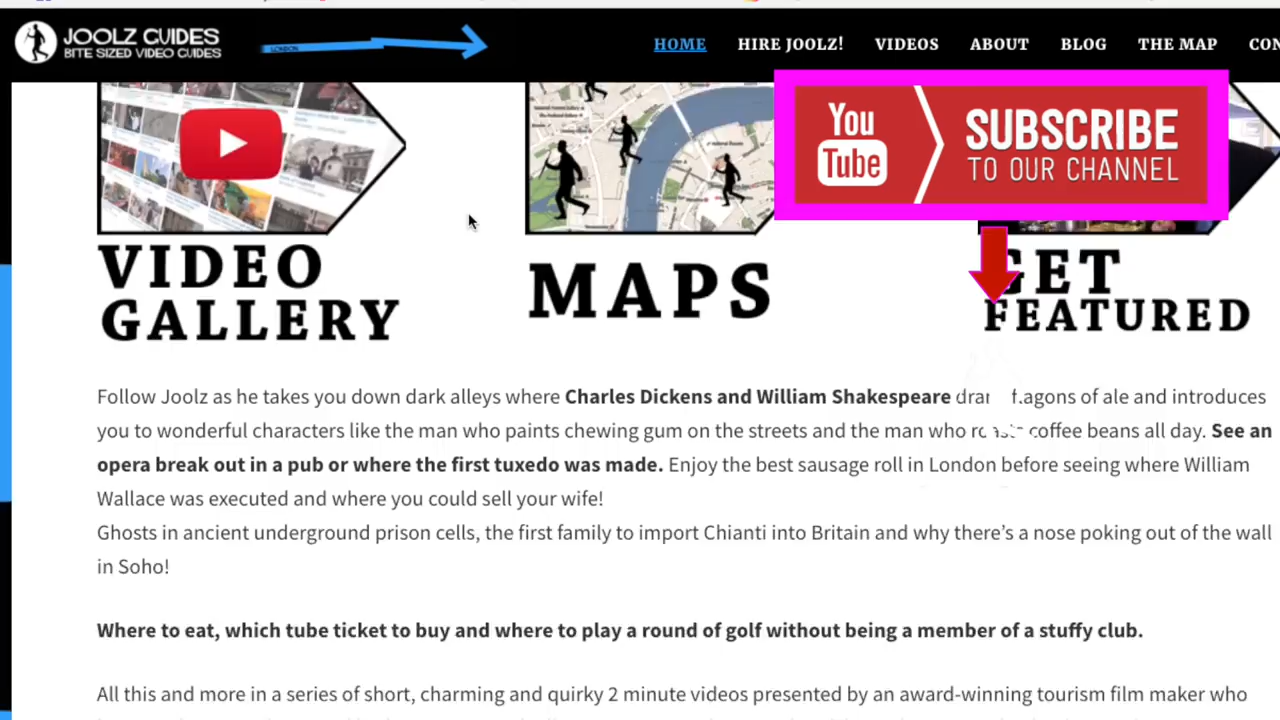 JOOLZ GUIDES
BITE SIZED VIDEO GUIDES
LONDON
HOME HIRE JOOLZ! VIDEOS ABOUT BLOG THE MAP CON
You Tube
SUBSCRIBE
TO OUR CHANNEL
VIDEO
GALLERY
MAPS
GET
FEATURED
Follow Joolz as he takes you down dark alleys where Charles Dickens and William Shakespeare of ale and introduces
you to wonderful characters like the man who paints chewing gum on the streets and the man who coffee beans all day. See an
opera break out in a pub or where the first tuxedo was made. Enjoy the best sausage roll in London before seeing where William
Wallace was executed and where you could sell your wife!
Ghosts in ancient underground prison cells, the first family to import Chianti into Britain and why there’s a nose poking out of the wall
in Soho!
Where to eat, which tube ticket to buy and where to play a round of golf without being a member of a stuffy club.
All this and more in a series of short, charming and quirky 2 minute videos presented by an award-winning tourism film maker who